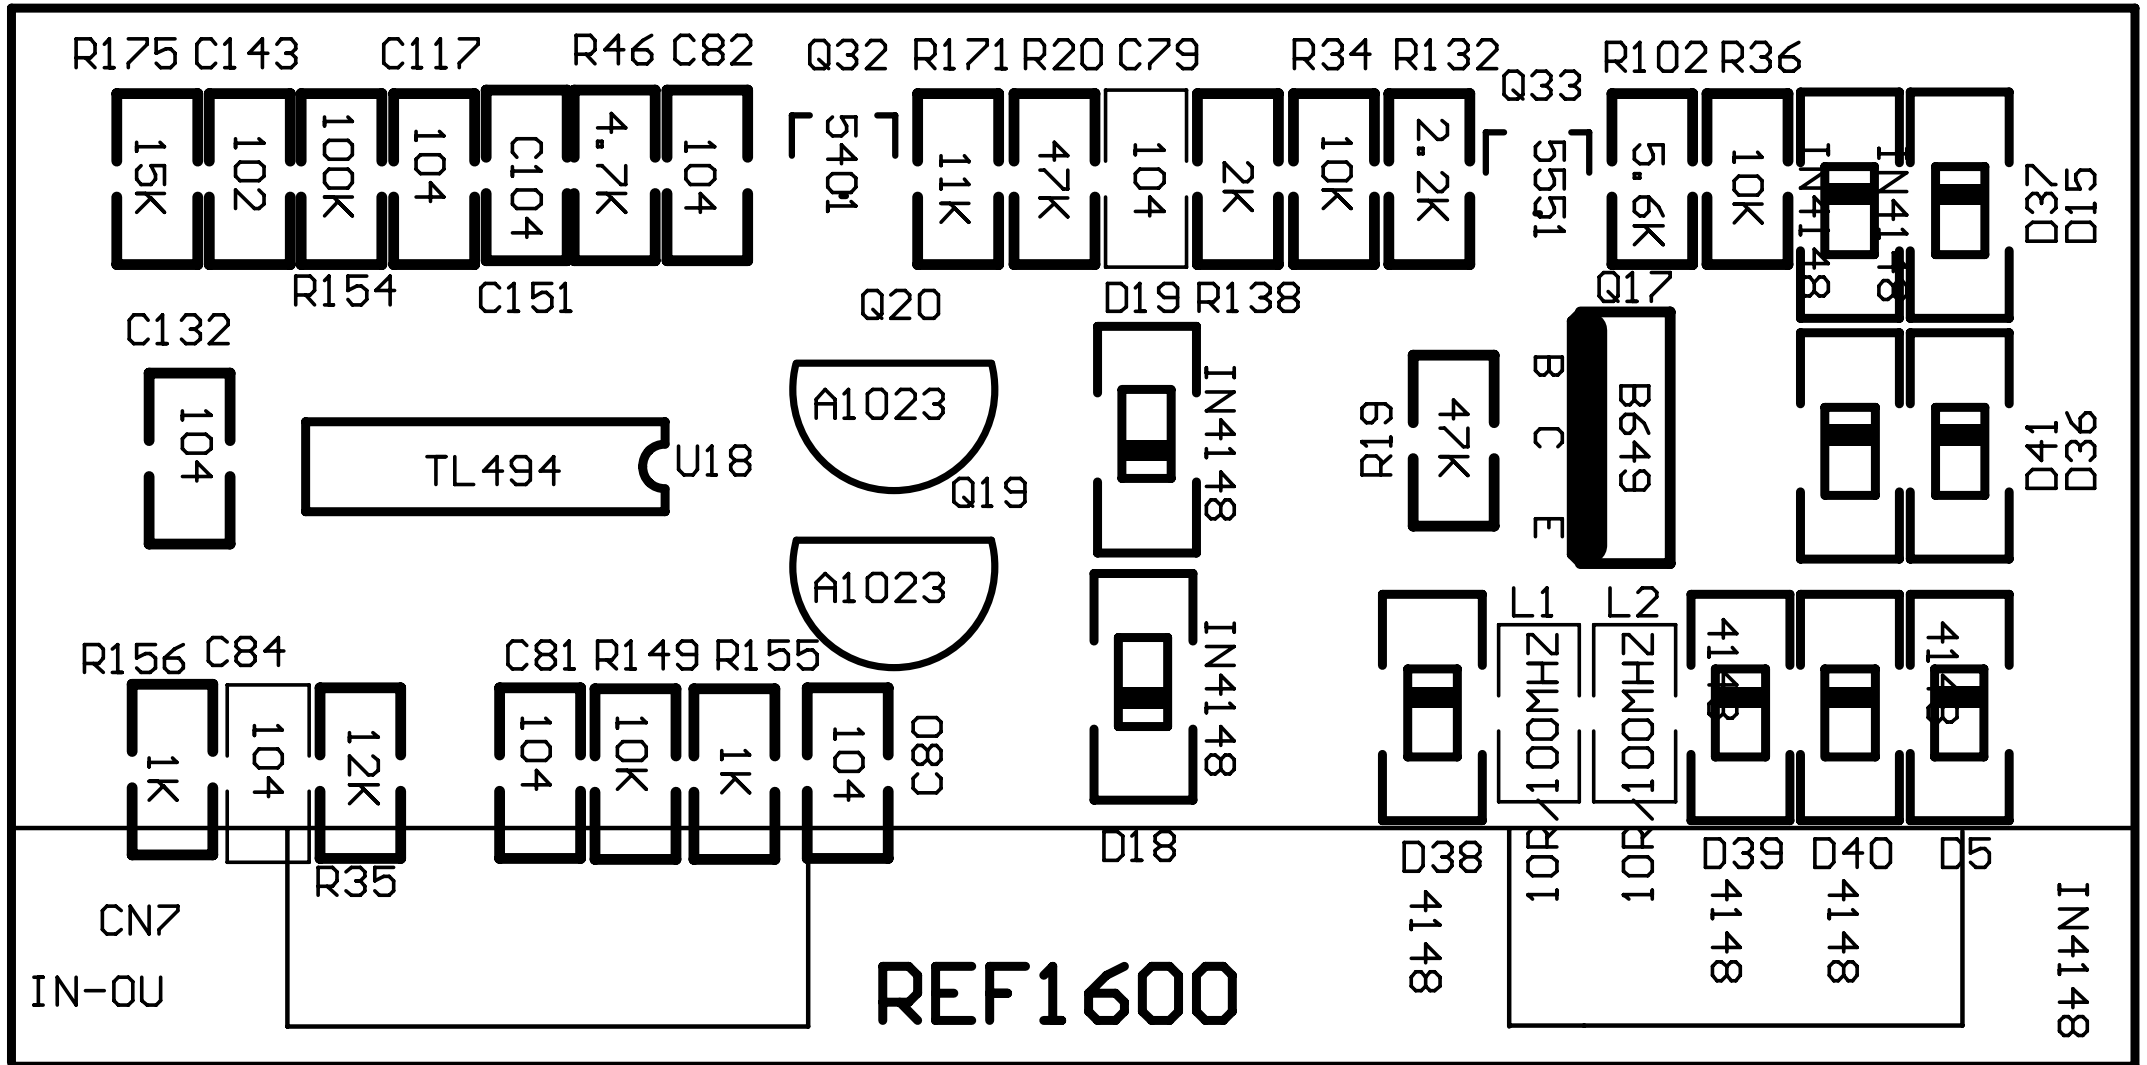 R175 C143 C117 R46 C82 Q32 R171 R20 C79 R34 R132 Q33 R102 R36
15K
102
100K
104
C104
4.7K
104
5401
11K
47K
104
2K
10K
2.2K
5551
5.6K
10K
IN4148
IN4148
D37
D15
R154 C151 Q20 D19 R138 Q17
C132
104
TL494
U18
A1023
Q19
IN4148
R19
47K
B
C
E
B649
D41
D36
A1023
IN4148
L1 L2
R156 C84 C81 R149 R155
1K
104
12K
104
10K
1K
104
C80
ZHW001/R01
ZHW001/R01
4148
4148
R35 D18 D38 D39 D40 D5
CN7
IN-OU
REF1600
4148
4148
4148
IN4148